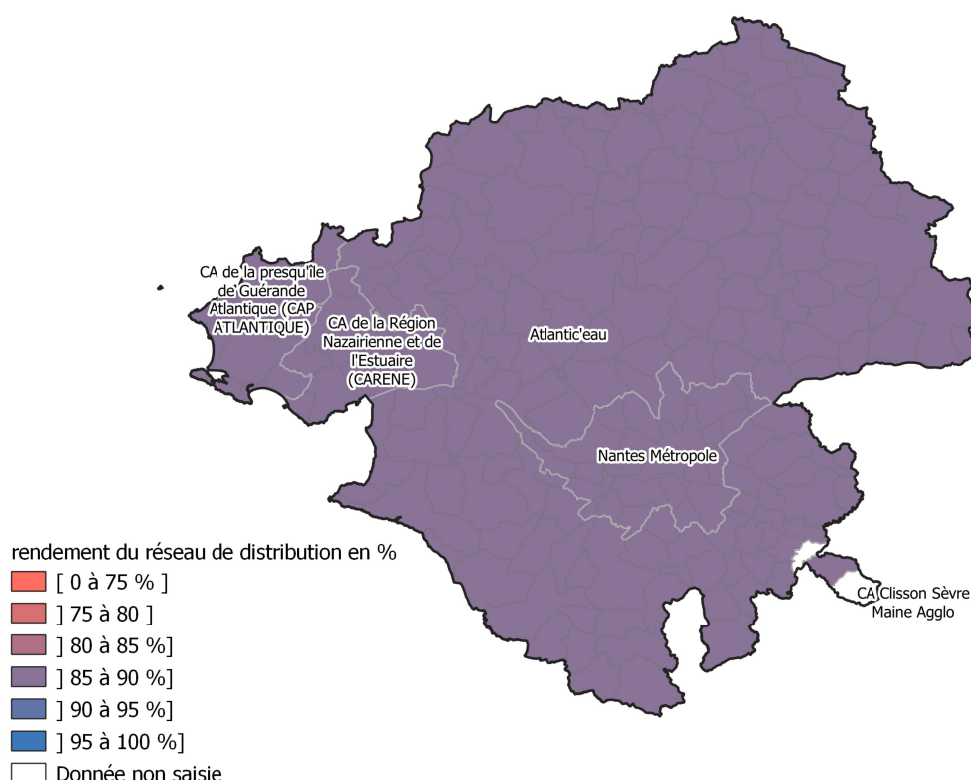 CA de la presqu'île
de Guérande
Atlantique (CAP
ATLANTIQUE)
CA de la Région
Nazairienne et de
l'Estuaire
(CARENE)
Atlantic'eau
Nantes Métropole
CA Clisson Sèvre
Maine Agglo
rendement du réseau de distribution en %
[ 0 à 75 % ]
] 75 à 80 ]
] 80 à 85 %]
] 85 à 90 %]
] 90 à 95 %]
] 95 à 100 %]
Donnée non saisie